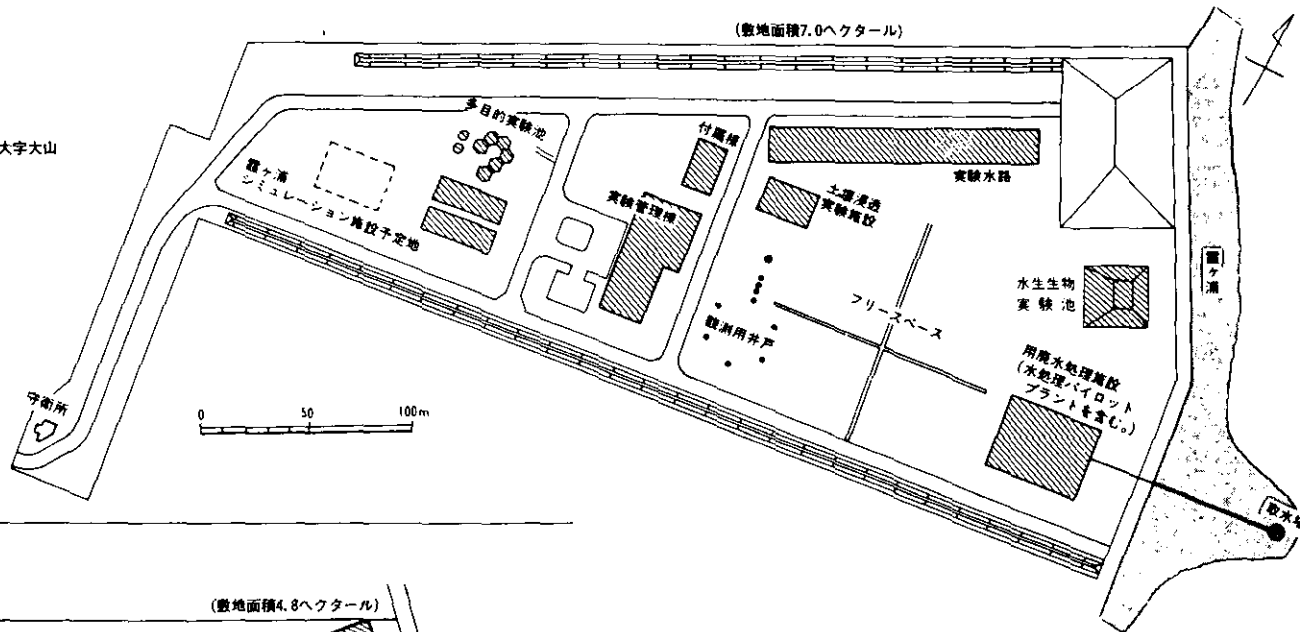 (敷地面積7.0ヘクタール)
大字大山
多目的実験池
付属棟
実験水路
霞ヶ浦
シミュレーション施設予定地
実験管理棟
土壌浸透
実験施設
霞ヶ浦
水生生物
実験池
フリースペース
観測用井戸
用廃水処理施設
(水処理パイロット
プラントを含む。)
守衛所
0 50 100m
取水塔
(敷地面積4.8ヘクタール)